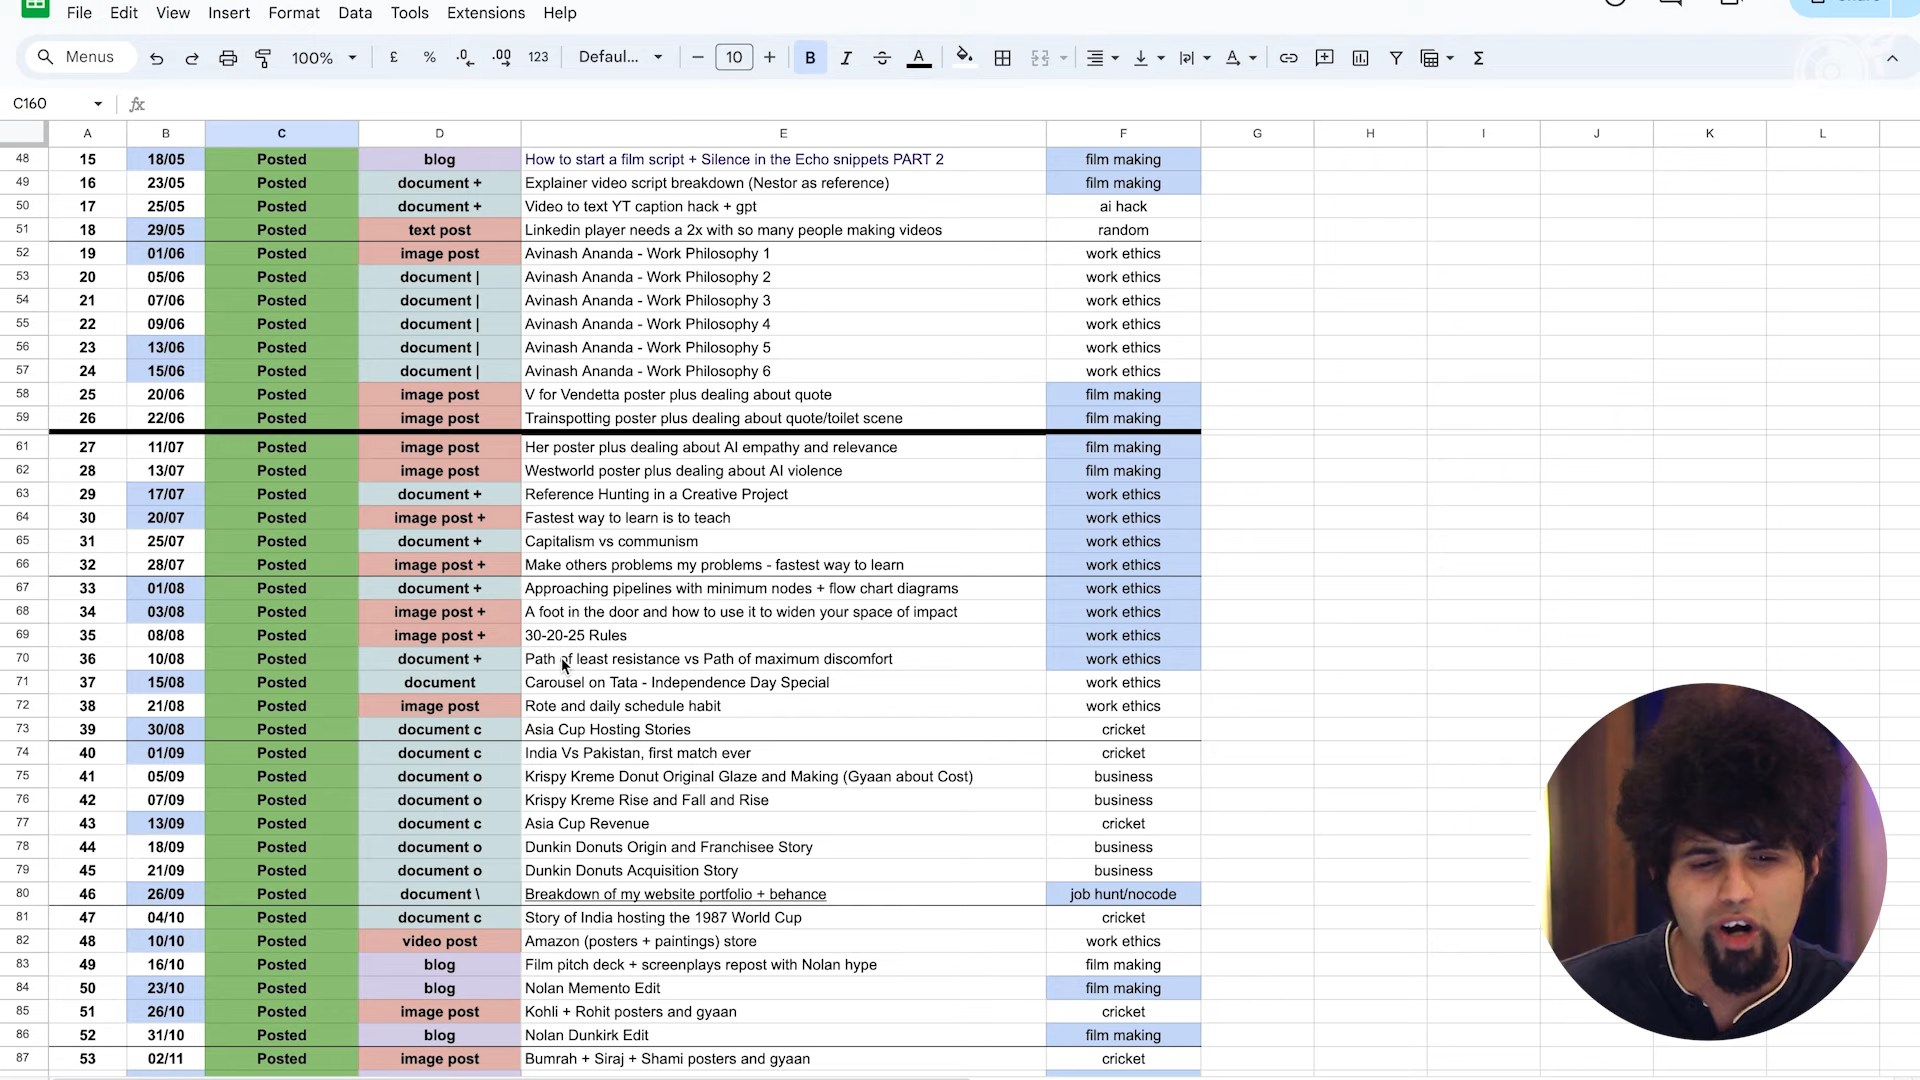 File Edit View Insert Format Data Tools Extensions Help
Menus 100% £ % .0 .00 123 Defaul... 10 B I A Σ
C160 fx
A B C D E F G H I J K L
48 15 18/05 Posted blog How to start a film script + Silence in the Echo snippets PART 2 film making
49 16 23/05 Posted document + Explainer video script breakdown (Nestor as reference) film making
50 17 25/05 Posted document + Video to text YT caption hack + gpt ai hack
51 18 29/05 Posted text post Linkedin player needs a 2x with so many people making videos random
52 19 01/06 Posted image post Avinash Ananda - Work Philosophy 1 work ethics
53 20 05/06 Posted document | Avinash Ananda - Work Philosophy 2 work ethics
54 21 07/06 Posted document | Avinash Ananda - Work Philosophy 3 work ethics
55 22 09/06 Posted document | Avinash Ananda - Work Philosophy 4 work ethics
56 23 13/06 Posted document | Avinash Ananda - Work Philosophy 5 work ethics
57 24 15/06 Posted document | Avinash Ananda - Work Philosophy 6 work ethics
58 25 20/06 Posted image post V for Vendetta poster plus dealing about quote film making
59 26 22/06 Posted image post Trainspotting poster plus dealing about quote/toilet scene film making
61 27 11/07 Posted image post Her poster plus dealing about AI empathy and relevance film making
62 28 13/07 Posted image post Westworld poster plus dealing about AI violence film making
63 29 17/07 Posted document + Reference Hunting in a Creative Project work ethics
64 30 20/07 Posted image post + Fastest way to learn is to teach work ethics
65 31 25/07 Posted document + Capitalism vs communism work ethics
66 32 28/07 Posted image post + Make others problems my problems - fastest way to learn work ethics
67 33 01/08 Posted document + Approaching pipelines with minimum nodes + flow chart diagrams work ethics
68 34 03/08 Posted image post + A foot in the door and how to use it to widen your space of impact work ethics
69 35 08/08 Posted image post + 30-20-25 Rules work ethics
70 36 10/08 Posted document + Path of least resistance vs Path of maximum discomfort work ethics
71 37 15/08 Posted document Carousel on Tata - Independence Day Special work ethics
72 38 21/08 Posted image post Rote and daily schedule habit work ethics
73 39 30/08 Posted document c Asia Cup Hosting Stories cricket
74 40 01/09 Posted document c India Vs Pakistan, first match ever cricket
75 41 05/09 Posted document o Krispy Kreme Donut Original Glaze and Making (Gyaan about Cost) business
76 42 07/09 Posted document o Krispy Kreme Rise and Fall and Rise business
77 43 13/09 Posted document c Asia Cup Revenue cricket
78 44 18/09 Posted document o Dunkin Donuts Origin and Franchisee Story business
79 45 21/09 Posted document o Dunkin Donuts Acquisition Story business
80 46 26/09 Posted document \ Breakdown of my website portfolio + behance job hunt/nocode
81 47 04/10 Posted document c Story of India hosting the 1987 World Cup cricket
82 48 10/10 Posted video post Amazon (posters + paintings) store work ethics
83 49 16/10 Posted blog Film pitch deck + screenplays repost with Nolan hype film making
84 50 23/10 Posted blog Nolan Memento Edit film making
85 51 26/10 Posted image post Kohli + Rohit posters and gyaan cricket
86 52 31/10 Posted blog Nolan Dunkirk Edit film making
87 53 02/11 Posted image post Bumrah + Siraj + Shami posters and gyaan cricket